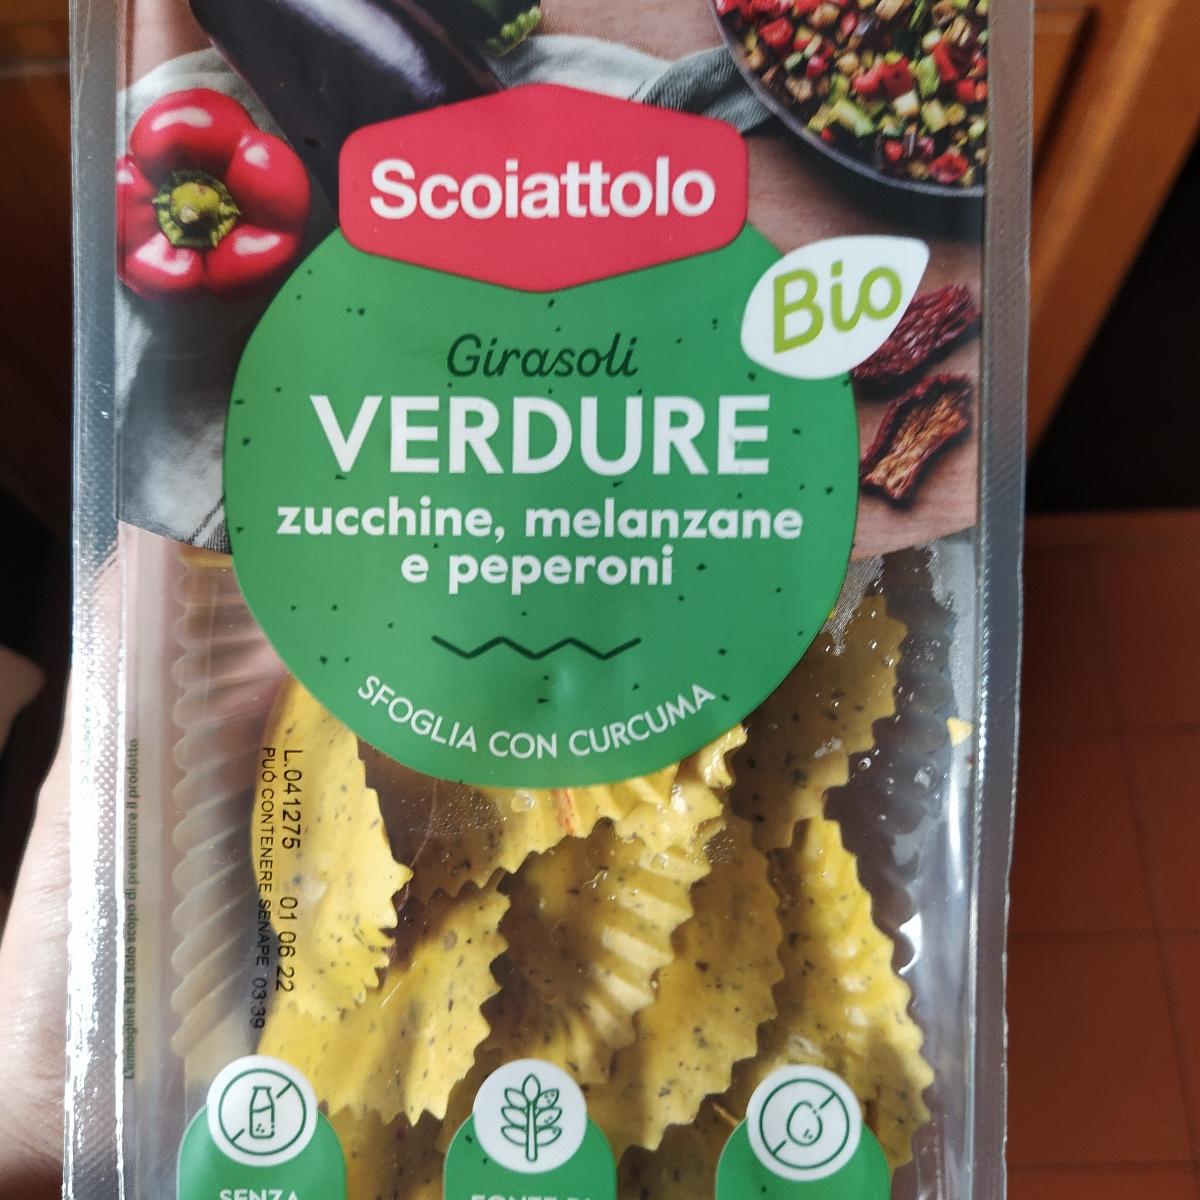 Scoiattolo
Bio
Girasoli
VERDURE
zucchine, melanzane
e peperoni
SFOGLIA CON CURCUMA
L.041275 01 06 22
PUÓ CONTENERE SENAPE 03:39
L'immagine ha il solo scopo di presentare il prodotto
SENZA
FONTE DI